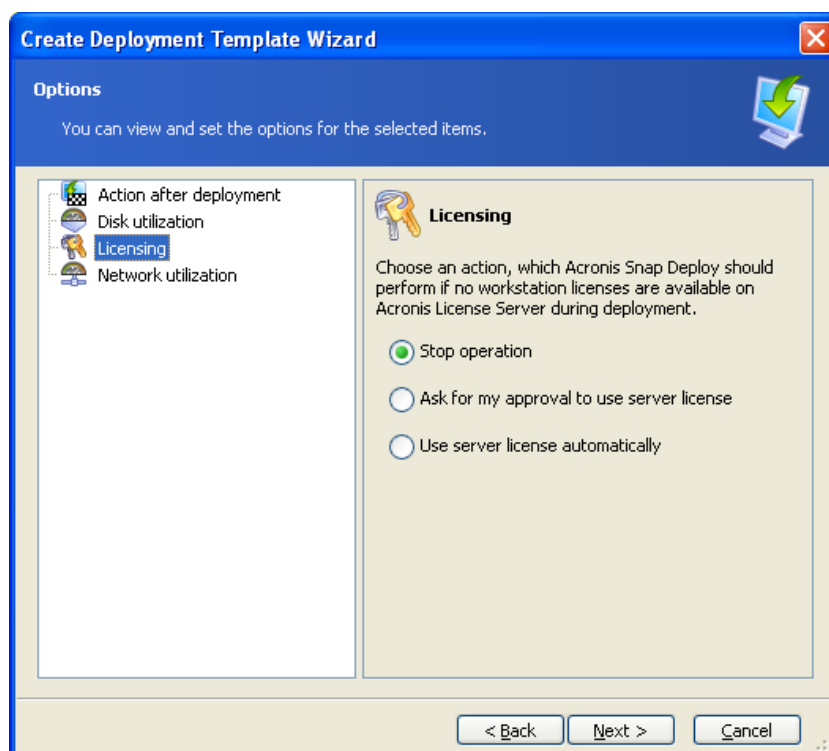 Create Deployment Template Wizard
Options
You can view and set the options for the selected items.
Action after deployment
Disk utilization
Licensing
Network utilization
Licensing
Choose an action, which Acronis Snap Deploy should
perform if no workstation licenses are available on
Acronis License Server during deployment.
Stop operation
Ask for my approval to use server license
Use server license automatically
< Back
Next >
Cancel